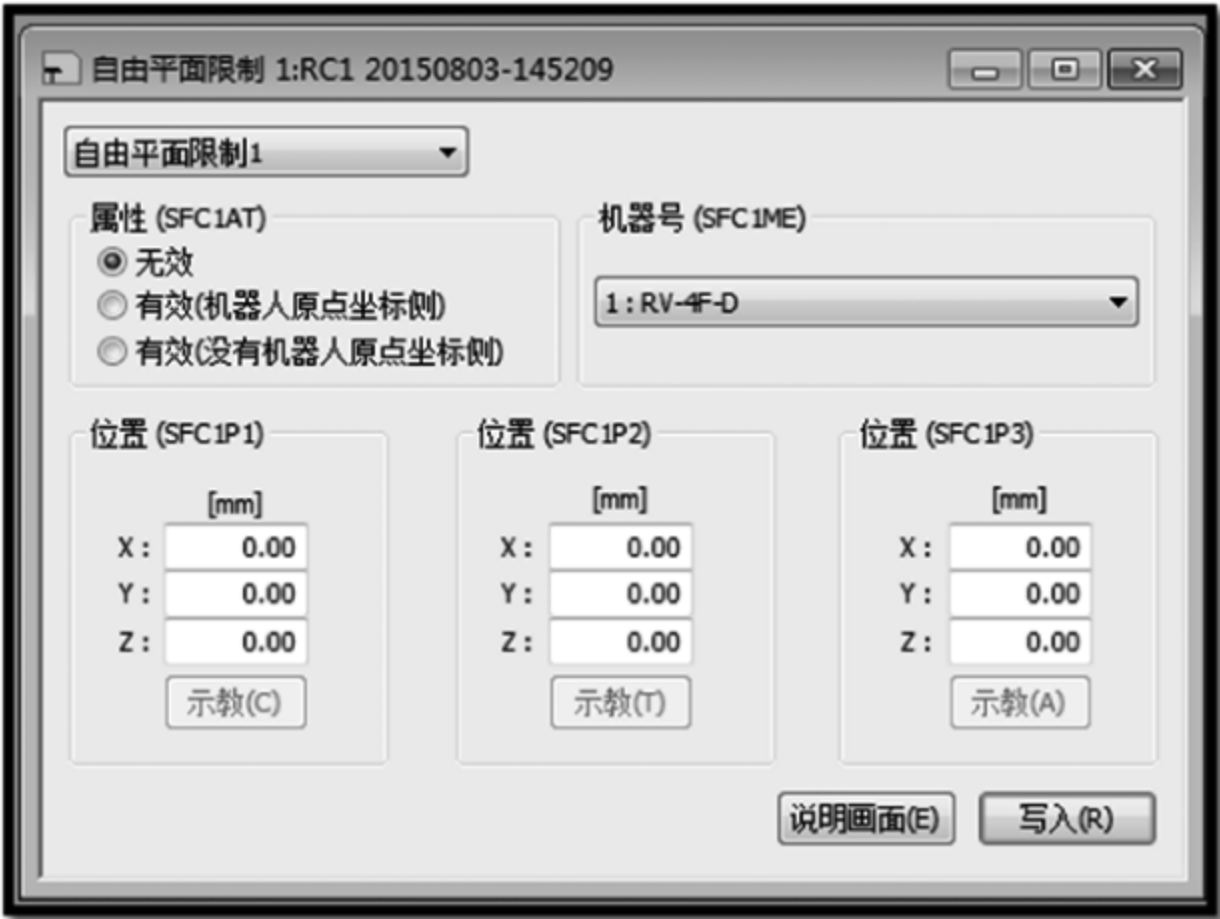 自由平面限制 1:RC1 20150803-145209
自由平面限制1
属性 (SFC1AT)
无效
有效(机器人原点坐标侧)
有效(没有机器人原点坐标侧)
机器号 (SFC1ME)
1 : RV-4F-D
位置 (SFC1P1)
[mm]
X : 0.00
Y : 0.00
Z : 0.00
示教(C)
位置 (SFC1P2)
[mm]
X : 0.00
Y : 0.00
Z : 0.00
示教(T)
位置 (SFC1P3)
[mm]
X : 0.00
Y : 0.00
Z : 0.00
示教(A)
说明画面(E)
写入(R)